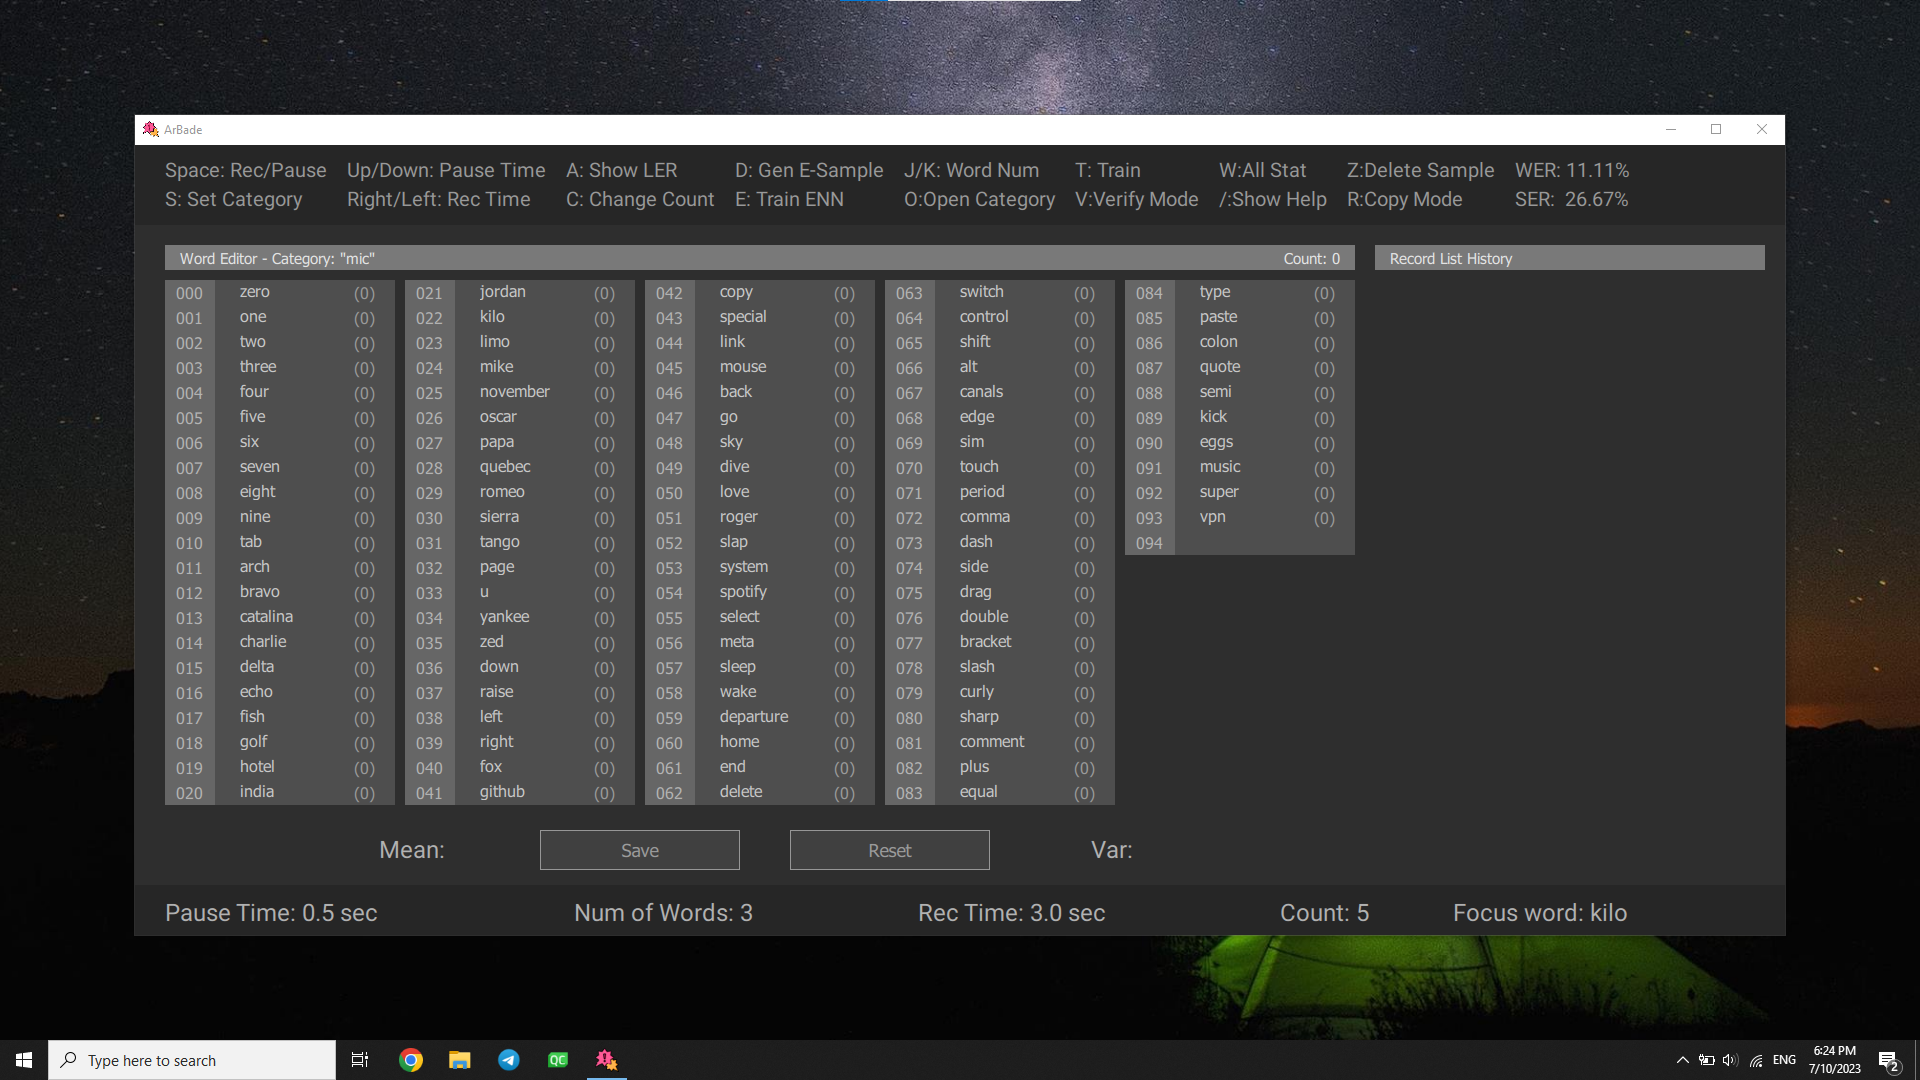 ArBade
Space: Rec/Pause Up/Down: Pause Time A: Show LER D: Gen E-Sample J/K: Word Num T: Train W:All Stat Z:Delete Sample WER: 11.11%
S: Set Category Right/Left: Rec Time C: Change Count E: Train ENN O:Open Category V:Verify Mode /:Show Help R:Copy Mode SER: 26.67%
Word Editor - Category: "mic" Count: 0 Record List History
000 zero (0) 021 jordan (0) 042 copy (0) 063 switch (0) 084 type (0)
001 one (0) 022 kilo (0) 043 special (0) 064 control (0) 085 paste (0)
002 two (0) 023 limo (0) 044 link (0) 065 shift (0) 086 colon (0)
003 three (0) 024 mike (0) 045 mouse (0) 066 alt (0) 087 quote (0)
004 four (0) 025 november (0) 046 back (0) 067 canals (0) 088 semi (0)
005 five (0) 026 oscar (0) 047 go (0) 068 edge (0) 089 kick (0)
006 six (0) 027 papa (0) 048 sky (0) 069 sim (0) 090 eggs (0)
007 seven (0) 028 quebec (0) 049 dive (0) 070 touch (0) 091 music (0)
008 eight (0) 029 romeo (0) 050 love (0) 071 period (0) 092 super (0)
009 nine (0) 030 sierra (0) 051 roger (0) 072 comma (0) 093 vpn (0)
010 tab (0) 031 tango (0) 052 slap (0) 073 dash (0) 094
011 arch (0) 032 page (0) 053 system (0) 074 side (0)
012 bravo (0) 033 u (0) 054 spotify (0) 075 drag (0)
013 catalina (0) 034 yankee (0) 055 select (0) 076 double (0)
014 charlie (0) 035 zed (0) 056 meta (0) 077 bracket (0)
015 delta (0) 036 down (0) 057 sleep (0) 078 slash (0)
016 echo (0) 037 raise (0) 058 wake (0) 079 curly (0)
017 fish (0) 038 left (0) 059 departure (0) 080 sharp (0)
018 golf (0) 039 right (0) 060 home (0) 081 comment (0)
019 hotel (0) 040 fox (0) 061 end (0) 082 plus (0)
020 india (0) 041 github (0) 062 delete (0) 083 equal (0)
Mean: Save Reset Var:
Pause Time: 0.5 sec Num of Words: 3 Rec Time: 3.0 sec Count: 5 Focus word: kilo
Type here to search QC ENG 6:24 PM
7/10/2023 2